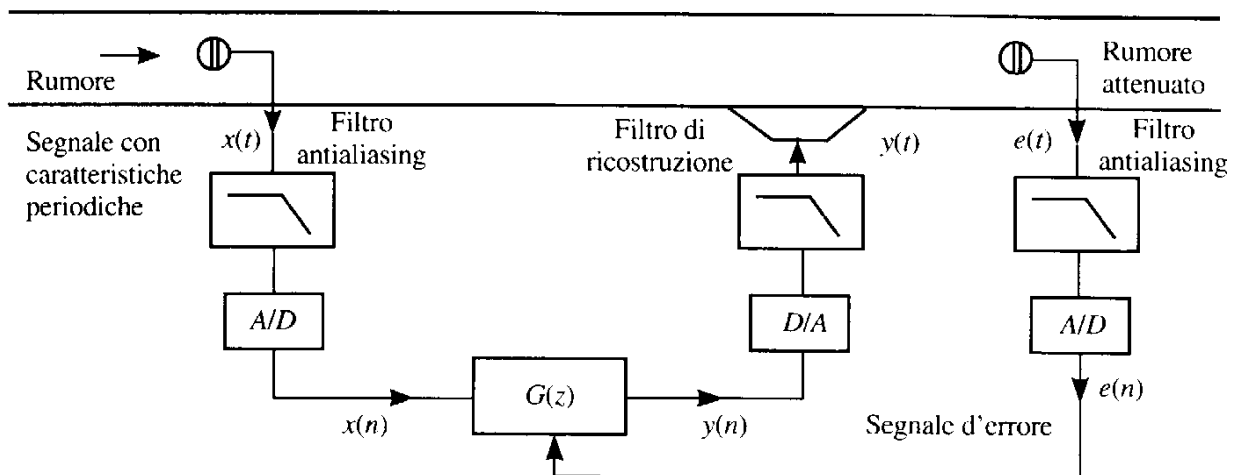 Rumore
Rumore
attenuato
Segnale con
caratteristiche
periodiche
x(t)
Filtro
antialiasing
Filtro di
ricostruzione
y(t)
e(t)
Filtro
antialiasing
A/D
D/A
A/D
x(n)
G(z)
y(n)
e(n)
Segnale d'errore